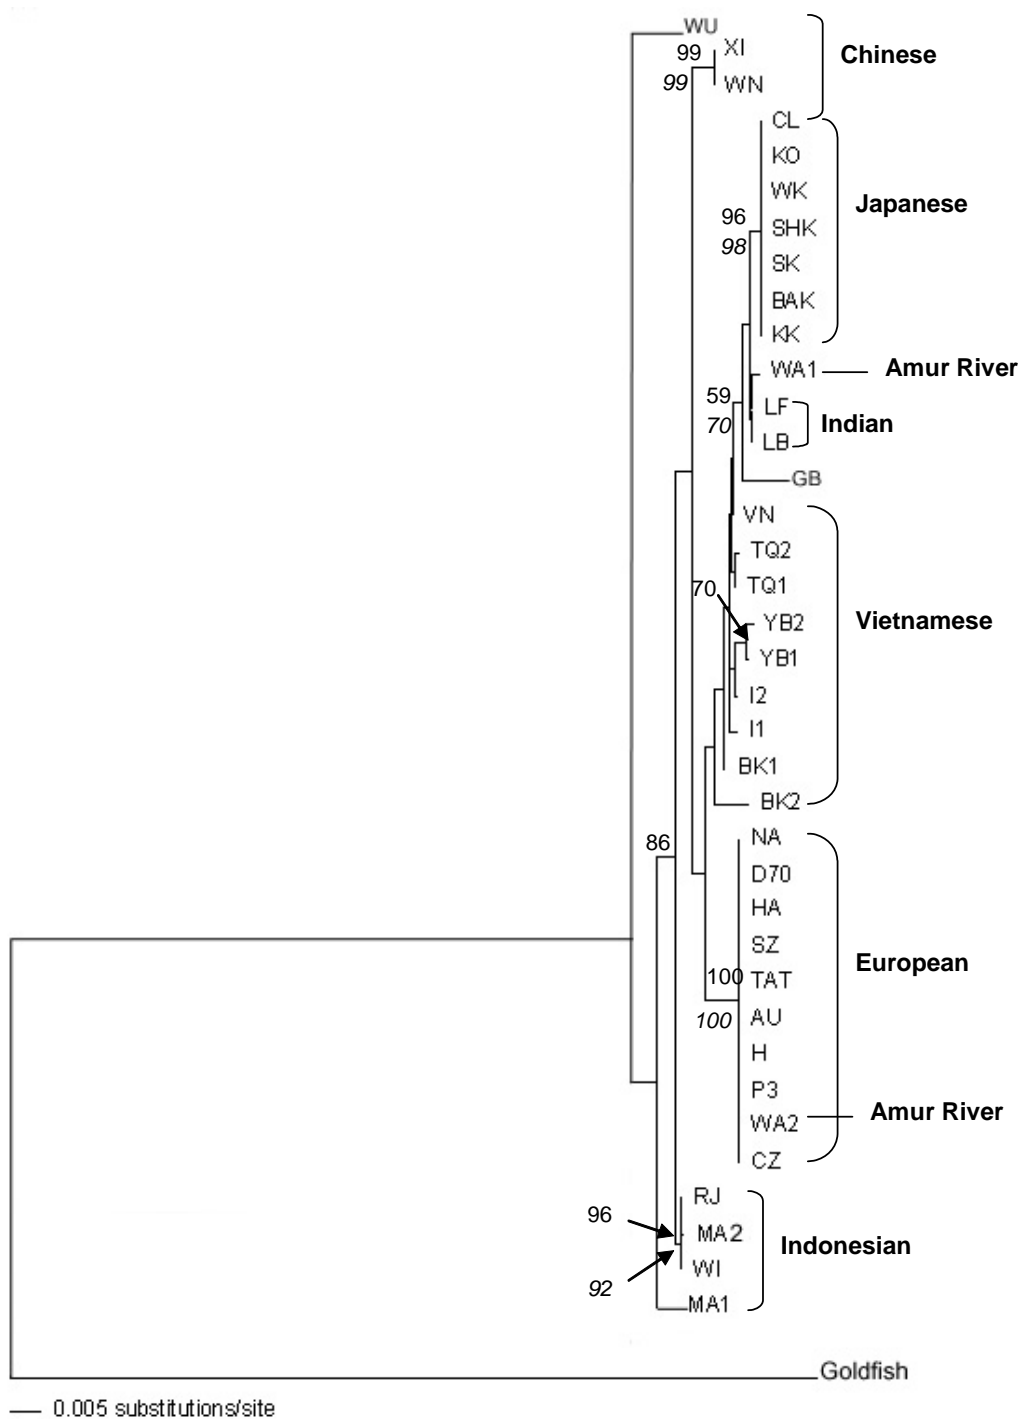 WU
XI
99
Chinese
99
WN
CL
KO
WK
Japanese
96
SHK
98
SK
BAK
KK
WA1
Amur River
59
LF
70
Indian
LB
GB
VN
TQ2
70
TQ1
YB2
Vietnamese
YB1
I2
I1
BK1
BK2
NA
86
D70
HA
SZ
European
100
TAT
100
AU
H
P3
WA2
Amur River
CZ
RJ
96
MA2
Indonesian
WI
92
MA1
Goldfish
0.005 substitutions/site